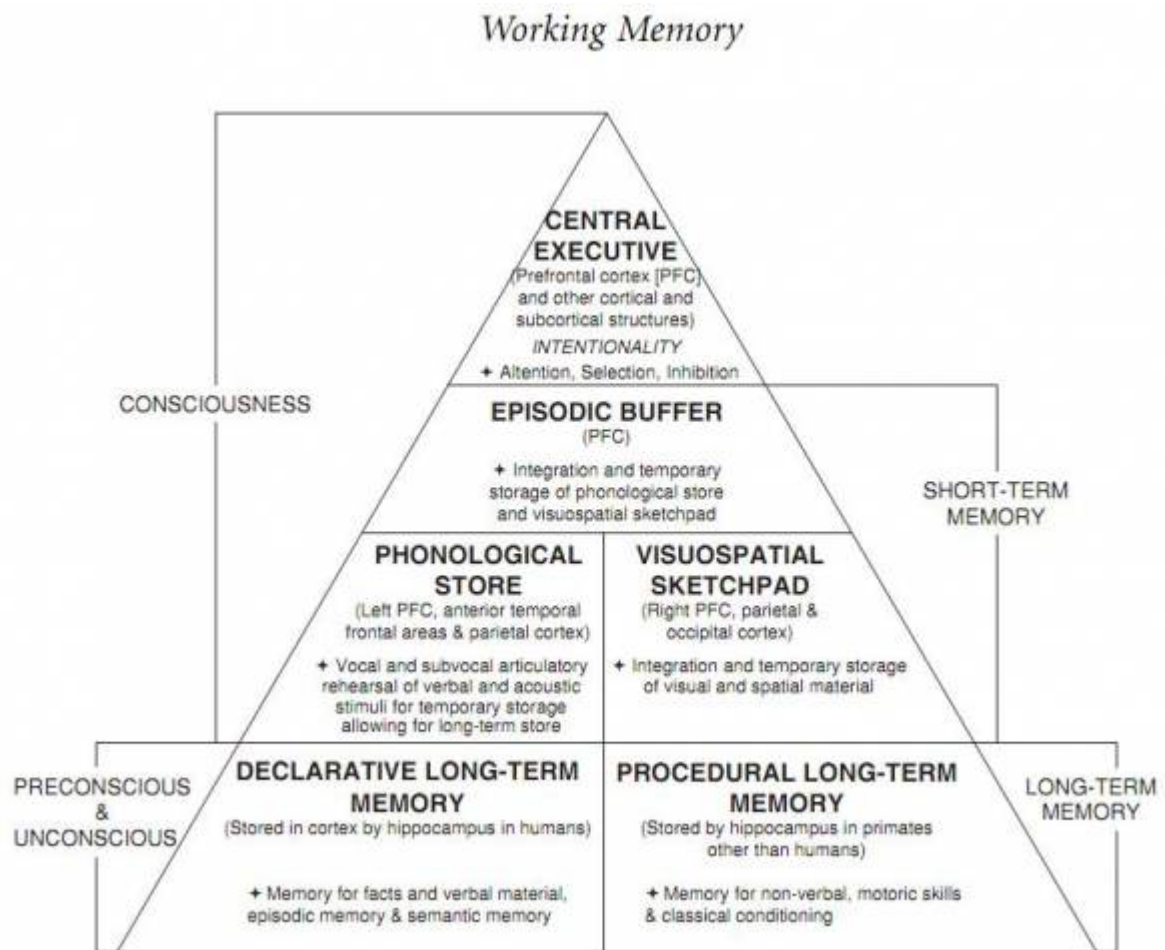 Working Memory
CENTRAL
EXECUTIVE
(Prefrontal cortex [PFC]
and other cortical and
subcortical structures)
INTENTIONALITY
✦ Altention, Selection, Inhibition
CONSCIOUSNESS
EPISODIC BUFFER
(PFC)
✦ Integration and temporary
storage of phonological store
and visuospatial sketchpad
SHORT-TERM
MEMORY
PHONOLOGICAL
STORE
(Left PFC, anterior temporal
frontal areas & parietal cortex)
✦ Vocal and subvocal articulatory
rehearsal of verbal and acoustic
stimuli for temporary storage
allowing for long-term store
VISUOSPATIAL
SKETCHPAD
(Right PFC, parietal &
occipital cortex)
✦ Integration and temporary storage
of visual and spatial material
PRECONSCIOUS
&
UNCONSCIOUS
DECLARATIVE LONG-TERM
MEMORY
(Stored in cortex by hippocampus in humans)
✦ Memory for facts and verbal material,
episodic memory & semantic memory
PROCEDURAL LONG-TERM
MEMORY
(Stored by hippocampus in primates
other than humans)
✦ Memory for non-verbal, motoric skills
& classical conditioning
LONG-TERM
MEMORY